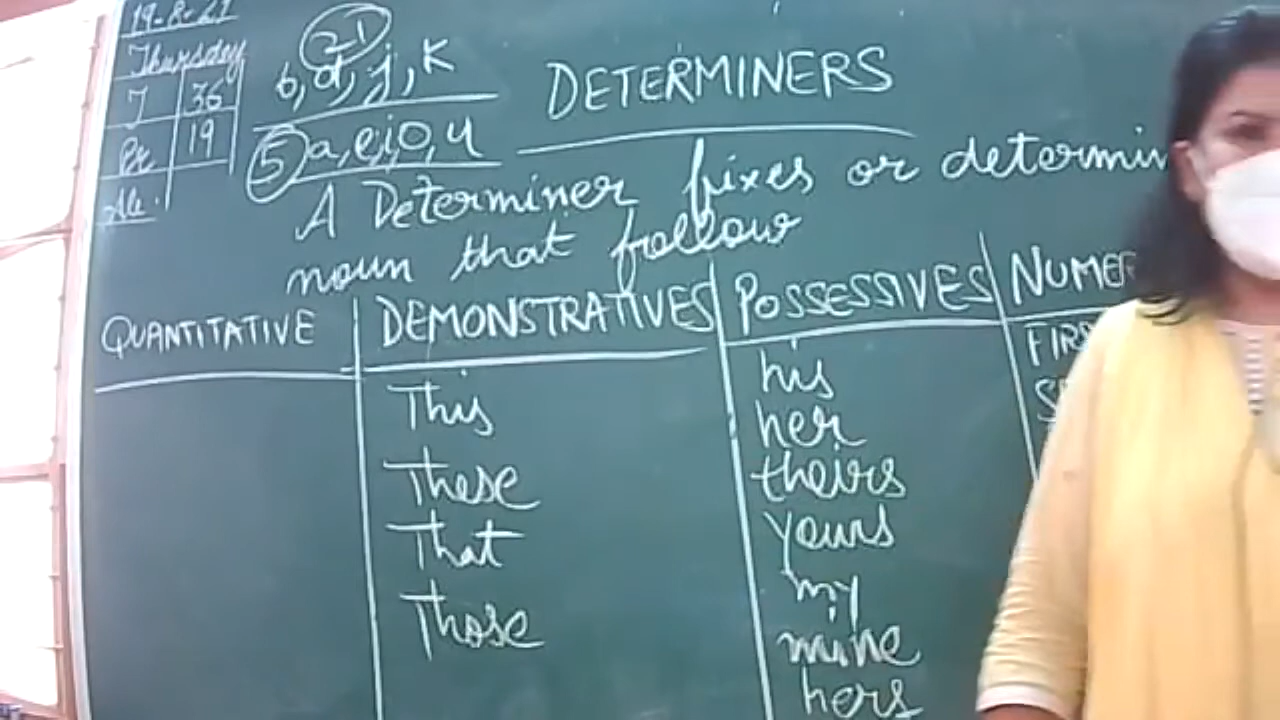 19-8-21
Thursday
T 36
Pr 19
Ab.
21
b, d, j, k
5 a, e, i, o, u
DETERMINERS
A Determiner fixes or determin
noun that follow
QUANTITATIVE
DEMONSTRATIVES
This
These
That
Those
POSSESSIVES
his
her
theirs
yours
my
mine
hers
NUMER
FIRS